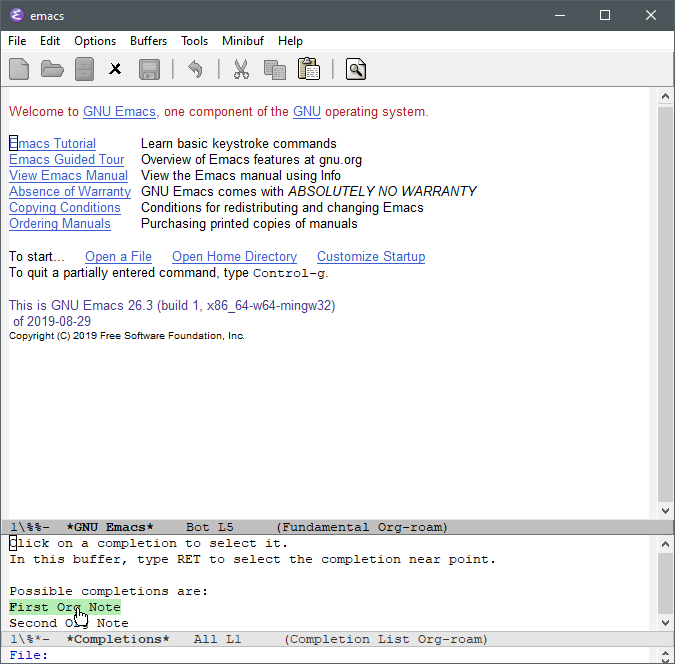 emacs
File Edit Options Buffers Tools Minibuf Help
Welcome to GNU Emacs, one component of the GNU operating system.
Emacs Tutorial Learn basic keystroke commands
Emacs Guided Tour Overview of Emacs features at gnu.org
View Emacs Manual View the Emacs manual using Info
Absence of Warranty GNU Emacs comes with ABSOLUTELY NO WARRANTY
Copying Conditions Conditions for redistributing and changing Emacs
Ordering Manuals Purchasing printed copies of manuals
To start... Open a File Open Home Directory Customize Startup
To quit a partially entered command, type Control-g.
This is GNU Emacs 26.3 (build 1, x86_64-w64-mingw32)
of 2019-08-29
Copyright (C) 2019 Free Software Foundation, Inc.
1\%%- *GNU Emacs* Bot L5 (Fundamental Org-roam)
Click on a completion to select it.
In this buffer, type RET to select the completion near point.
Possible completions are:
First Org Note
Second Org Note
1\%*- *Completions* All L1 (Completion List Org-roam)
File: